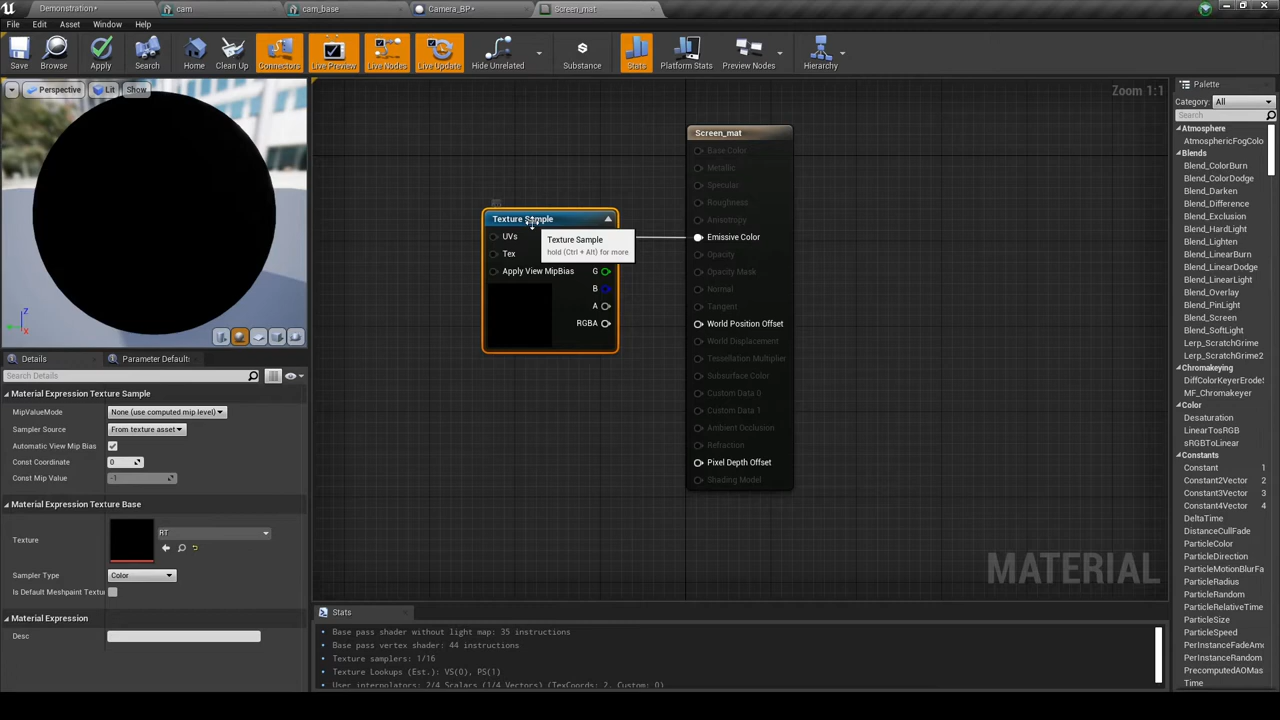 Demonstration*
cam
cam_base
Camera_BP*
Screen_mat
File Edit Asset Window Help
Save Browse Apply Search Home Clean Up Connectors Live Preview Live Nodes Live Update Hide Unrelated Substance Stats Platform Stats Preview Nodes Hierarchy
Perspective Lit Show
Zoom 1:1
Screen_mat
Base Color
Metallic
Specular
Roughness
Anisotropy
Emissive Color
Opacity
Opacity Mask
Normal
Tangent
World Position Offset
World Displacement
Tessellation Multiplier
Subsurface Color
Custom Data 0
Custom Data 1
Ambient Occlusion
Refraction
Pixel Depth Offset
Shading Model
Texture Sample
UVs
Tex
Apply View MipBias
G
B
A
RGBA
Texture Sample
hold (Ctrl + Alt) for more
MATERIAL
Z
X
Details Parameter Default:
Search Details
Material Expression Texture Sample
MipValueMode None (use computed mip level)
Sampler Source From texture asset
Automatic View Mip Bias
Const Coordinate 0
Const Mip Value -1
Material Expression Texture Base
Texture RT
Sampler Type Color
Is Default Meshpaint Textur
Material Expression
Desc
Stats
Base pass shader without light map: 35 instructions
Base pass vertex shader: 44 instructions
Texture samplers: 1/16
Texture Lookups (Est.): VS(0), PS(1)
User interpolators: 2/4 Scalars (1/4 Vectors) (TexCoords: 2, Custom: 0)
Palette
Category: All
Search
Atmosphere
AtmosphericFogColo
Blends
Blend_ColorBurn
Blend_ColorDodge
Blend_Darken
Blend_Difference
Blend_Exclusion
Blend_HardLight
Blend_Lighten
Blend_LinearBurn
Blend_LinearDodge
Blend_LinearLight
Blend_Overlay
Blend_PinLight
Blend_Screen
Blend_SoftLight
Lerp_ScratchGrime
Lerp_ScratchGrime2
Chromakeying
DiffColorKeyerErode
MF_Chromakeyer
Color
Desaturation
LinearTosRGB
sRGBToLinear
Constants
Constant 1
Constant2Vector 2
Constant3Vector 3
Constant4Vector 4
DeltaTime
DistanceCullFade
ParticleColor
ParticleDirection
ParticleMotionBlurFa
ParticleRadius
ParticleRandom
ParticleRelativeTime
ParticleSize
ParticleSpeed
PerInstanceFadeAmo
PerInstanceRandom
PrecomputedAOMas
Time